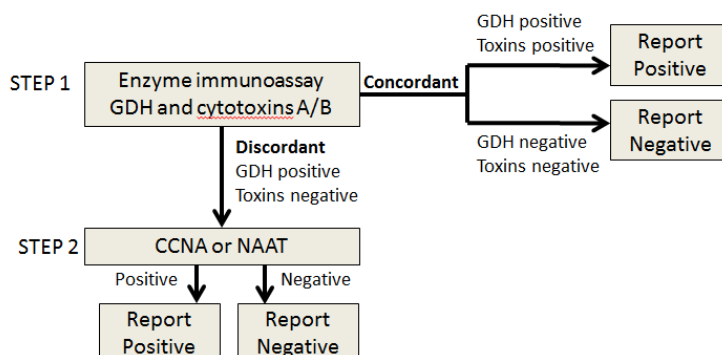 STEP 1
Enzyme immunoassay
GDH and cytotoxins A/B
Concordant
GDH positive
Toxins positive
Report
Positive
GDH negative
Toxins negative
Report
Negative
Discordant
GDH positive
Toxins negative
STEP 2
CCNA or NAAT
Positive
Negative
Report
Positive
Report
Negative